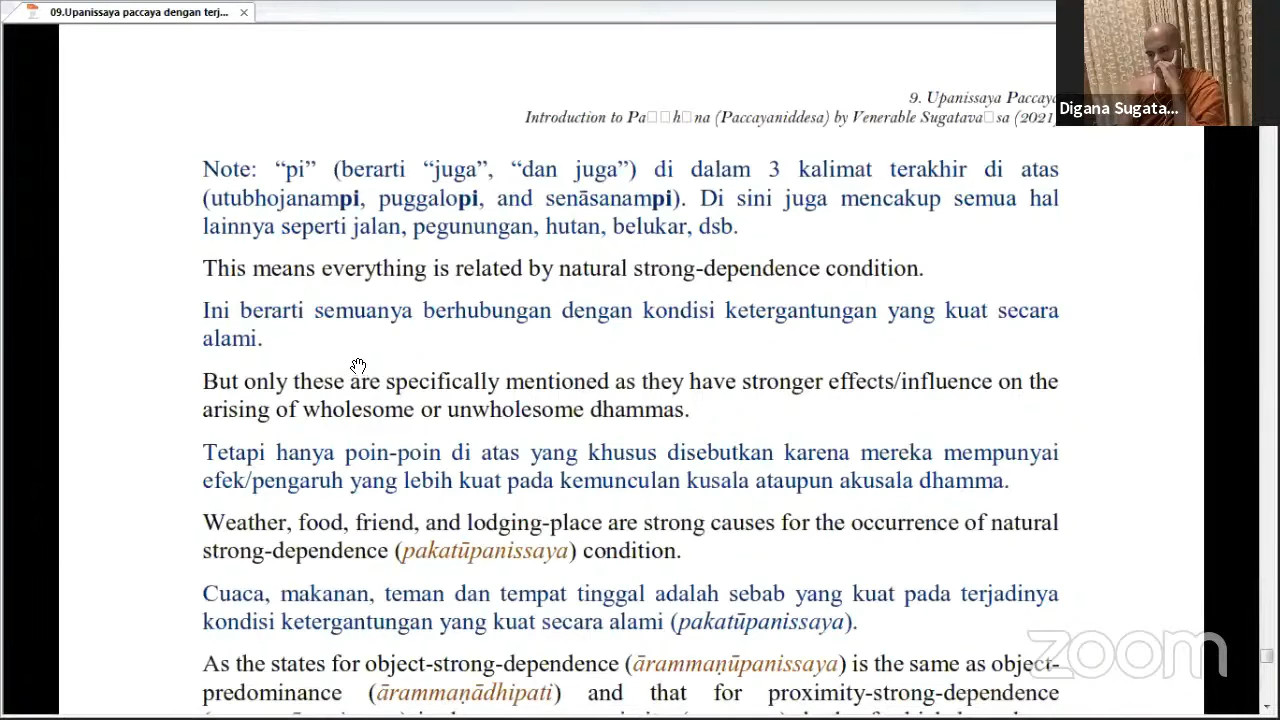 09.Upanissaya paccaya dengan terj...
9. Upanissaya Paccaya
Introduction to Pa□□h□na (Paccayaniddesa) by Venerable Sugatava□sa (2021)
Digana Sugata...
Note: “pi” (berarti “juga”, “dan juga”) di dalam 3 kalimat terakhir di atas
(utubhojanampi, puggalopi, and senāsanampi). Di sini juga mencakup semua hal
lainnya seperti jalan, pegunungan, hutan, belukar, dsb.
This means everything is related by natural strong-dependence condition.
Ini berarti semuanya berhubungan dengan kondisi ketergantungan yang kuat secara
alami.
But only these are specifically mentioned as they have stronger effects/influence on the
arising of wholesome or unwholesome dhammas.
Tetapi hanya poin-poin di atas yang khusus disebutkan karena mereka mempunyai
efek/pengaruh yang lebih kuat pada kemunculan kusala ataupun akusala dhamma.
Weather, food, friend, and lodging-place are strong causes for the occurrence of natural
strong-dependence (pakatūpanissaya) condition.
Cuaca, makanan, teman dan tempat tinggal adalah sebab yang kuat pada terjadinya
kondisi ketergantungan yang kuat secara alami (pakatūpanissaya).
As the states for object-strong-dependence (ārammaṇūpanissaya) is the same as object-
predominance (ārammaṇādhipati) and that for proximity-strong-dependence
zoom